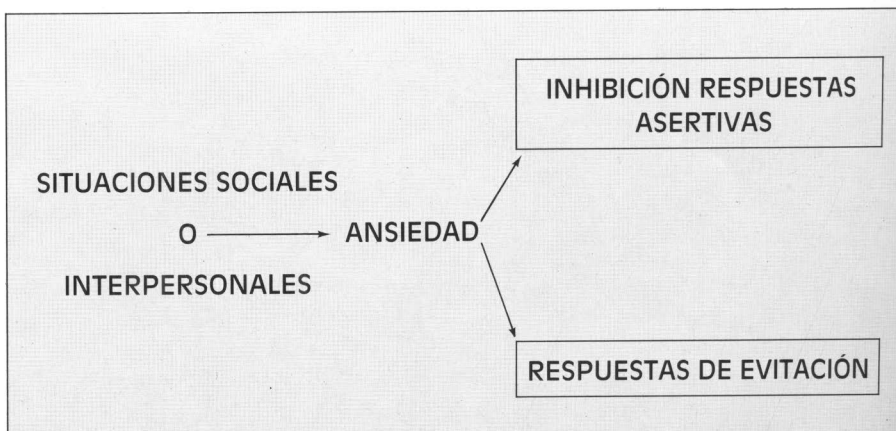 SITUACIONES SOCIALES
O
INTERPERSONALES
ANSIEDAD
INHIBICIÓN RESPUESTAS
ASERTIVAS
RESPUESTAS DE EVITACIÓN